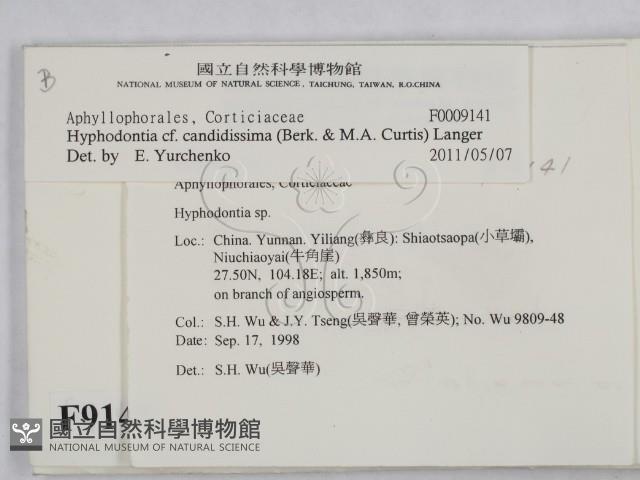 B
國立自然科學博物館
NATIONAL MUSEUM OF NATURAL SCIENCE, TAICHUNG, TAIWAN, R.O.CHINA
Aphyllophorales, Corticiaceae F0009141
Hyphodontia cf. candidissima (Berk. & M.A. Curtis) Langer
Det. by E. Yurchenko 2011/05/07
41
Aphyllophorales, Corticiaceae
Hyphodontia sp.
Loc.: China. Yunnan. Yiliang(彝良): Shiaotsaopa(小草壩),
Niuchiaoyai(牛角崖)
27.50N, 104.18E; alt. 1,850m;
on branch of angiosperm.
Col.: S.H. Wu & J.Y. Tseng(吳聲華, 曾榮英); No. Wu 9809-48
Date: Sep. 17, 1998
Det.: S.H. Wu(吳聲華)
F914
國立自然科學博物館
NATIONAL MUSEUM OF NATURAL SCIENCE